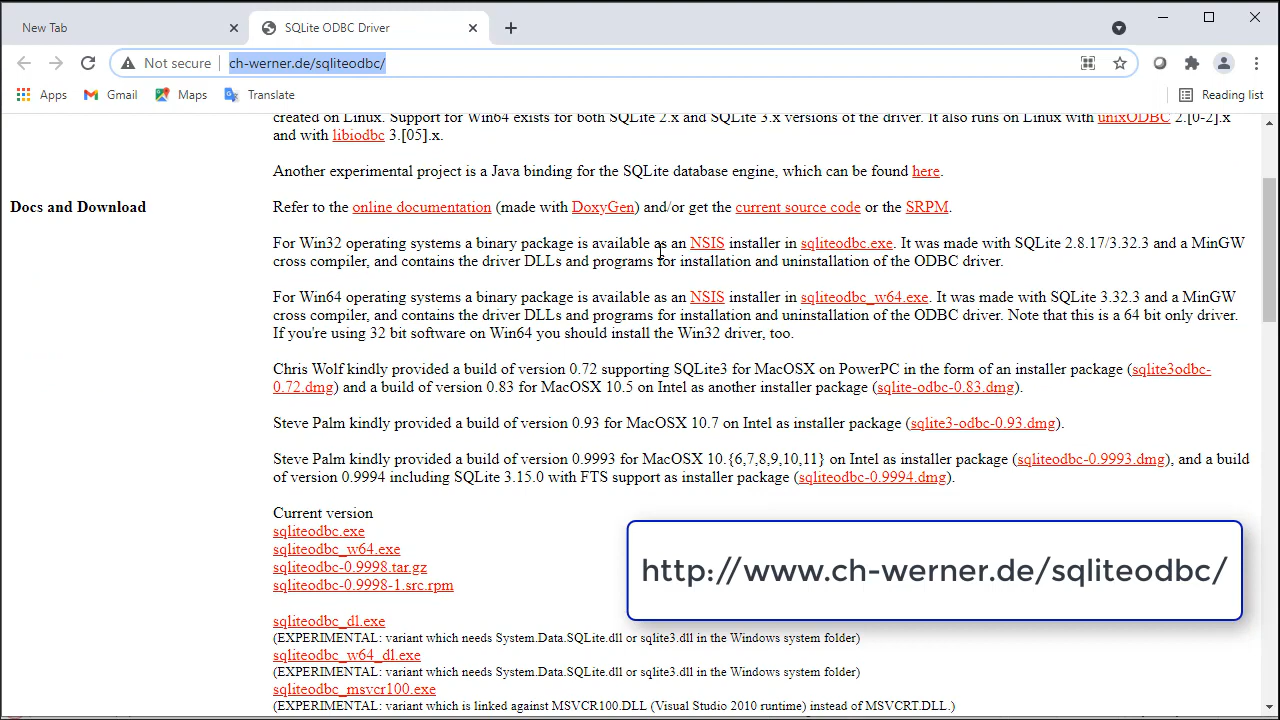 New Tab
SQLite ODBC Driver
Not secure
ch-werner.de/sqliteodbc/
Apps
Gmail
Maps
Translate
Reading list
created on Linux. Support for Win64 exists for both SQLite 2.x and SQLite 3.x versions of the driver. It also runs on Linux with unixODBC 2.[0-2].x
and with libiodbc 3.[05].x.
Another experimental project is a Java binding for the SQLite database engine, which can be found here.
Docs and Download
Refer to the online documentation (made with DoxyGen) and/or get the current source code or the SRPM.
For Win32 operating systems a binary package is available as an NSIS installer in sqliteodbc.exe. It was made with SQLite 2.8.17/3.32.3 and a MinGW
cross compiler, and contains the driver DLLs and programs for installation and uninstallation of the ODBC driver.
For Win64 operating systems a binary package is available as an NSIS installer in sqliteodbc_w64.exe. It was made with SQLite 3.32.3 and a MinGW
cross compiler, and contains the driver DLLs and programs for installation and uninstallation of the ODBC driver. Note that this is a 64 bit only driver.
If you're using 32 bit software on Win64 you should install the Win32 driver, too.
Chris Wolf kindly provided a build of version 0.72 supporting SQLite3 for MacOSX on PowerPC in the form of an installer package (sqlite3odbc-
0.72.dmg) and a build of version 0.83 for MacOSX 10.5 on Intel as another installer package (sqlite-odbc-0.83.dmg).
Steve Palm kindly provided a build of version 0.93 for MacOSX 10.7 on Intel as installer package (sqlite3-odbc-0.93.dmg).
Steve Palm kindly provided a build of version 0.9993 for MacOSX 10.{6,7,8,9,10,11} on Intel as installer package (sqliteodbc-0.9993.dmg), and a build
of version 0.9994 including SQLite 3.15.0 with FTS support as installer package (sqliteodbc-0.9994.dmg).
Current version
sqliteodbc.exe
sqliteodbc_w64.exe
sqliteodbc-0.9998.tar.gz
sqliteodbc-0.9998-1.src.rpm
http://www.ch-werner.de/sqliteodbc/
sqliteodbc_dl.exe
(EXPERIMENTAL: variant which needs System.Data.SQLite.dll or sqlite3.dll in the Windows system folder)
sqliteodbc_w64_dl.exe
(EXPERIMENTAL: variant which needs System.Data.SQLite.dll or sqlite3.dll in the Windows system folder)
sqliteodbc_msvcr100.exe
(EXPERIMENTAL: variant which is linked against MSVCR100.DLL (Visual Studio 2010 runtime) instead of MSVCRT.DLL.)